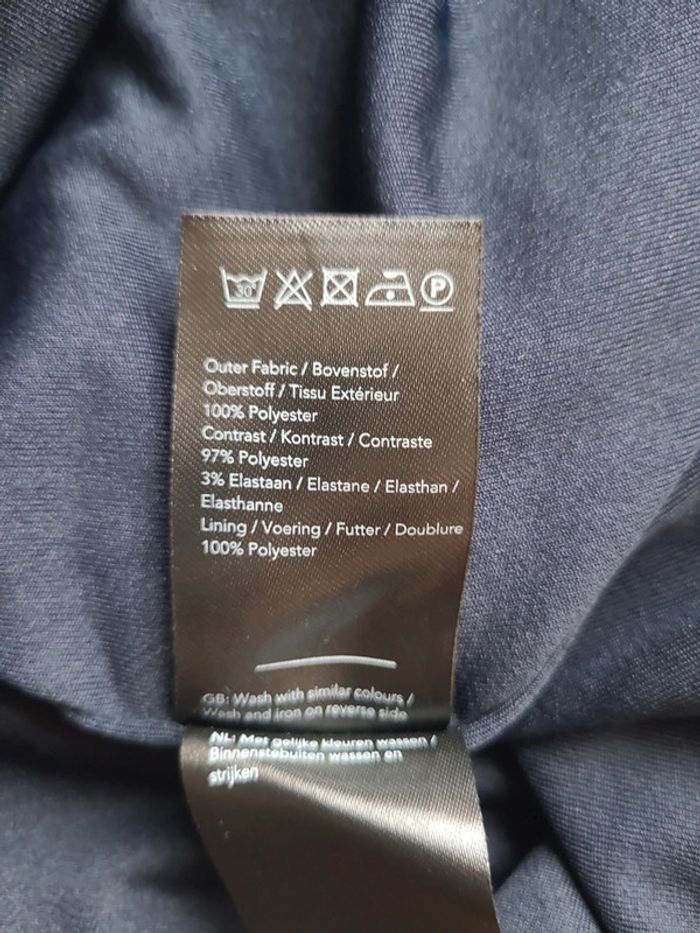 30
P
Outer Fabric / Bovenstof /
Oberstoff / Tissu Extérieur
100% Polyester
Contrast / Kontrast / Contraste
97% Polyester
3% Elastaan / Elastane / Elasthan /
Elasthanne
Lining / Voering / Futter / Doublure
100% Polyester
GB: Wash with similar colours /
Wash and iron on reverse side
NL: Met gelijke kleuren wassen /
Binnenstebuiten wassen en
strijken